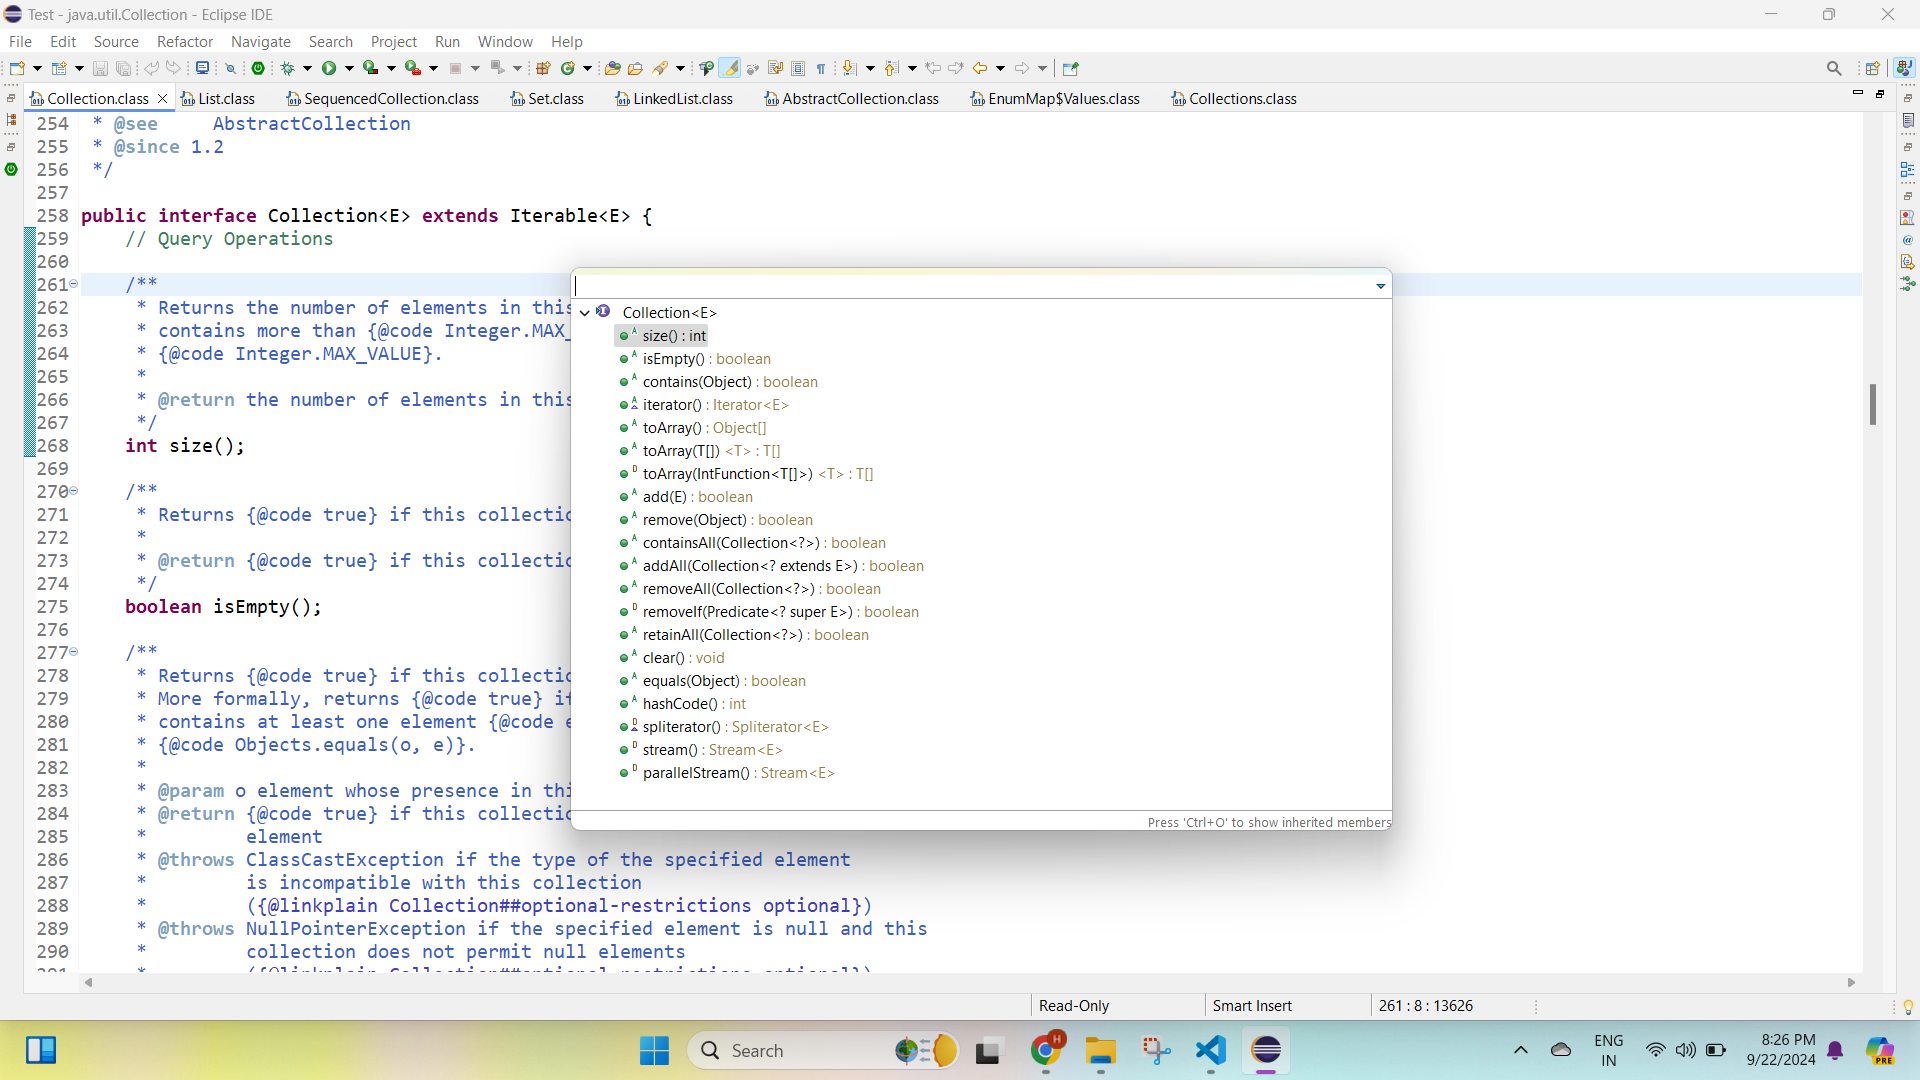 Test - java.util.Collection - Eclipse IDE
File Edit Source Refactor Navigate Search Project Run Window Help
Collection.class List.class SequencedCollection.class Set.class LinkedList.class AbstractCollection.class EnumMap$Values.class Collections.class
254 * @see AbstractCollection
255 * @since 1.2
256 */
257
258 public interface Collection<E> extends Iterable<E> {
259 // Query Operations
260
261 /**
262 * Returns the number of elements in this
263 * contains more than {@code Integer.MAX_
264 * {@code Integer.MAX_VALUE}.
265 *
266 * @return the number of elements in this
267 */
268 int size();
269
270 /**
271 * Returns {@code true} if this collectio
272 *
273 * @return {@code true} if this collectio
274 */
275 boolean isEmpty();
276
277 /**
278 * Returns {@code true} if this collectio
279 * More formally, returns {@code true} if
280 * contains at least one element {@code e
281 * {@code Objects.equals(o, e)}.
282 *
283 * @param o element whose presence in thi
284 * @return {@code true} if this collectio
285 * element
286 * @throws ClassCastException if the type of the specified element
287 * is incompatible with this collection
288 * ({@linkplain Collection##optional-restrictions optional})
289 * @throws NullPointerException if the specified element is null and this
290 * collection does not permit null elements
291 * ({@linkplain Collection##optional-restrictions optional})
Collection<E>
size() : int
isEmpty() : boolean
contains(Object) : boolean
iterator() : Iterator<E>
toArray() : Object[]
toArray(T[]) <T> : T[]
toArray(IntFunction<T[]>) <T> : T[]
add(E) : boolean
remove(Object) : boolean
containsAll(Collection<?>) : boolean
addAll(Collection<? extends E>) : boolean
removeAll(Collection<?>) : boolean
removeIf(Predicate<? super E>) : boolean
retainAll(Collection<?>) : boolean
clear() : void
equals(Object) : boolean
hashCode() : int
spliterator() : Spliterator<E>
stream() : Stream<E>
parallelStream() : Stream<E>
Press 'Ctrl+O' to show inherited members
Read-Only Smart Insert 261 : 8 : 13626
Search
H
ENG
IN
8:26 PM
9/22/2024
PRE